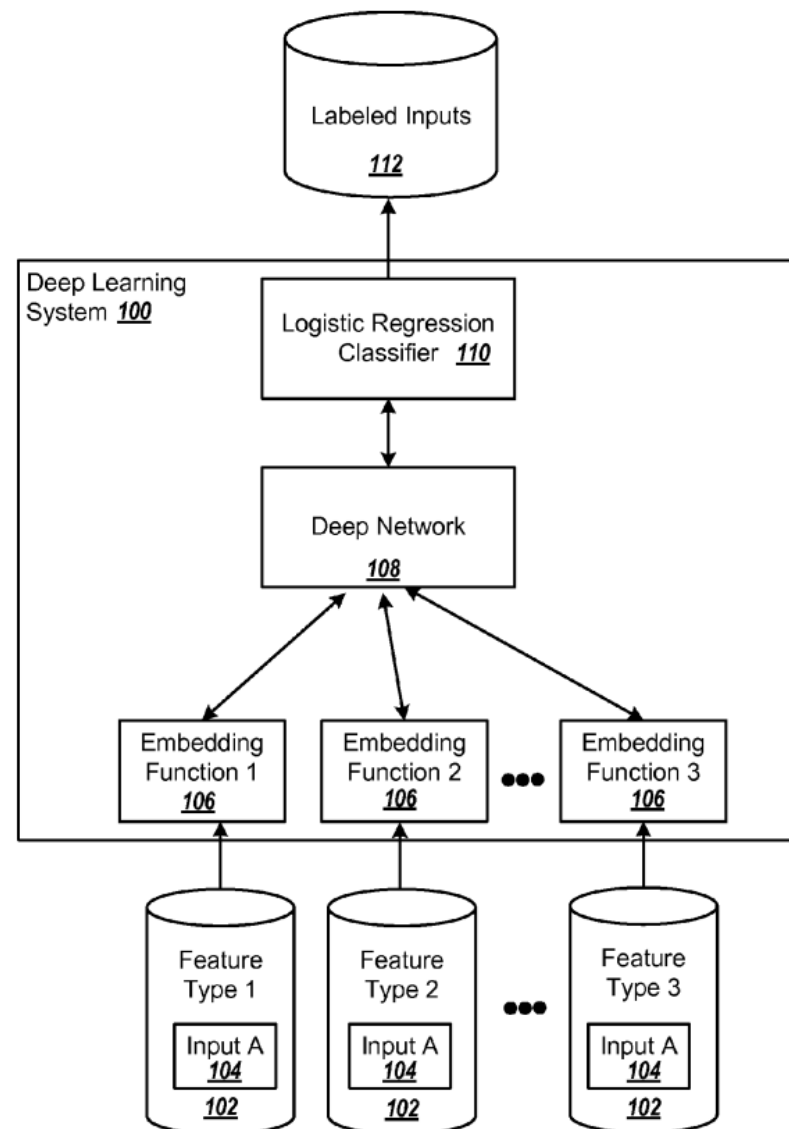 Labeled Inputs
112
Deep Learning
System 100
Logistic Regression
Classifier 110
Deep Network
108
Embedding
Function 1
106
Embedding
Function 2
106
Embedding
Function 3
106
Feature
Type 1
Input A
104
102
Feature
Type 2
Input A
104
102
Feature
Type 3
Input A
104
102